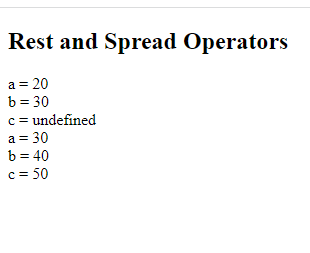 Rest and Spread Operators
a = 20
b = 30
c = undefined
a = 30
b = 40
c = 50